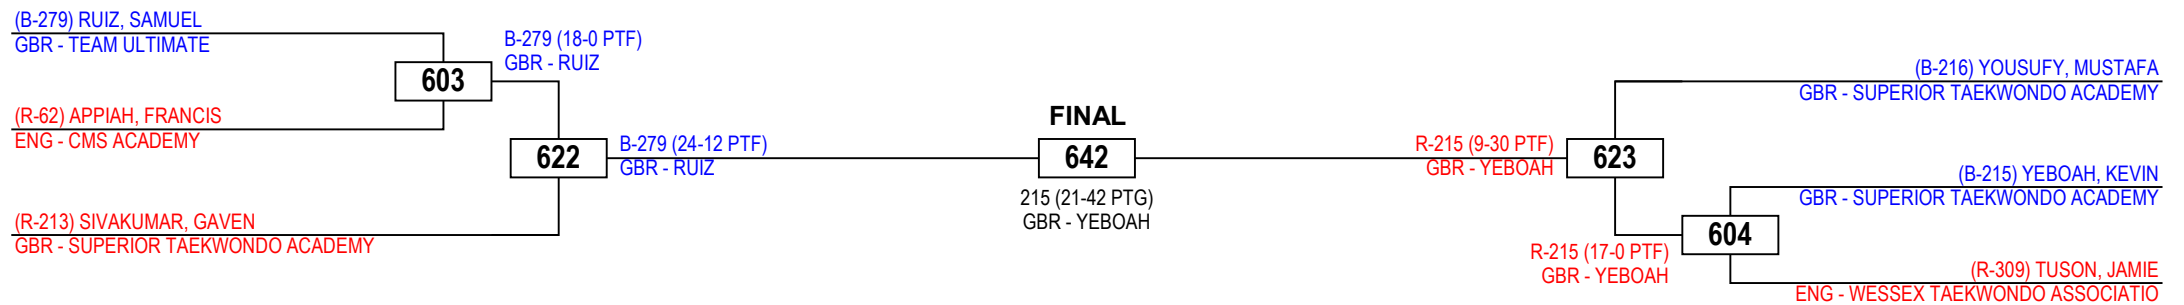 (B-279) RUIZ, SAMUEL
GBR - TEAM ULTIMATE
B-279 (18-0 PTF)
GBR - RUIZ
603
(R-62) APPIAH, FRANCIS
ENG - CMS ACADEMY
622
B-279 (24-12 PTF)
GBR - RUIZ
(R-213) SIVAKUMAR, GAVEN
GBR - SUPERIOR TAEKWONDO ACADEMY
FINAL
642
215 (21-42 PTG)
GBR - YEBOAH
R-215 (9-30 PTF)
GBR - YEBOAH
623
(B-216) YOUSUFY, MUSTAFA
GBR - SUPERIOR TAEKWONDO ACADEMY
(B-215) YEBOAH, KEVIN
GBR - SUPERIOR TAEKWONDO ACADEMY
604
R-215 (17-0 PTF)
GBR - YEBOAH
(R-309) TUSON, JAMIE
ENG - WESSEX TAEKWONDO ASSOCIATIO